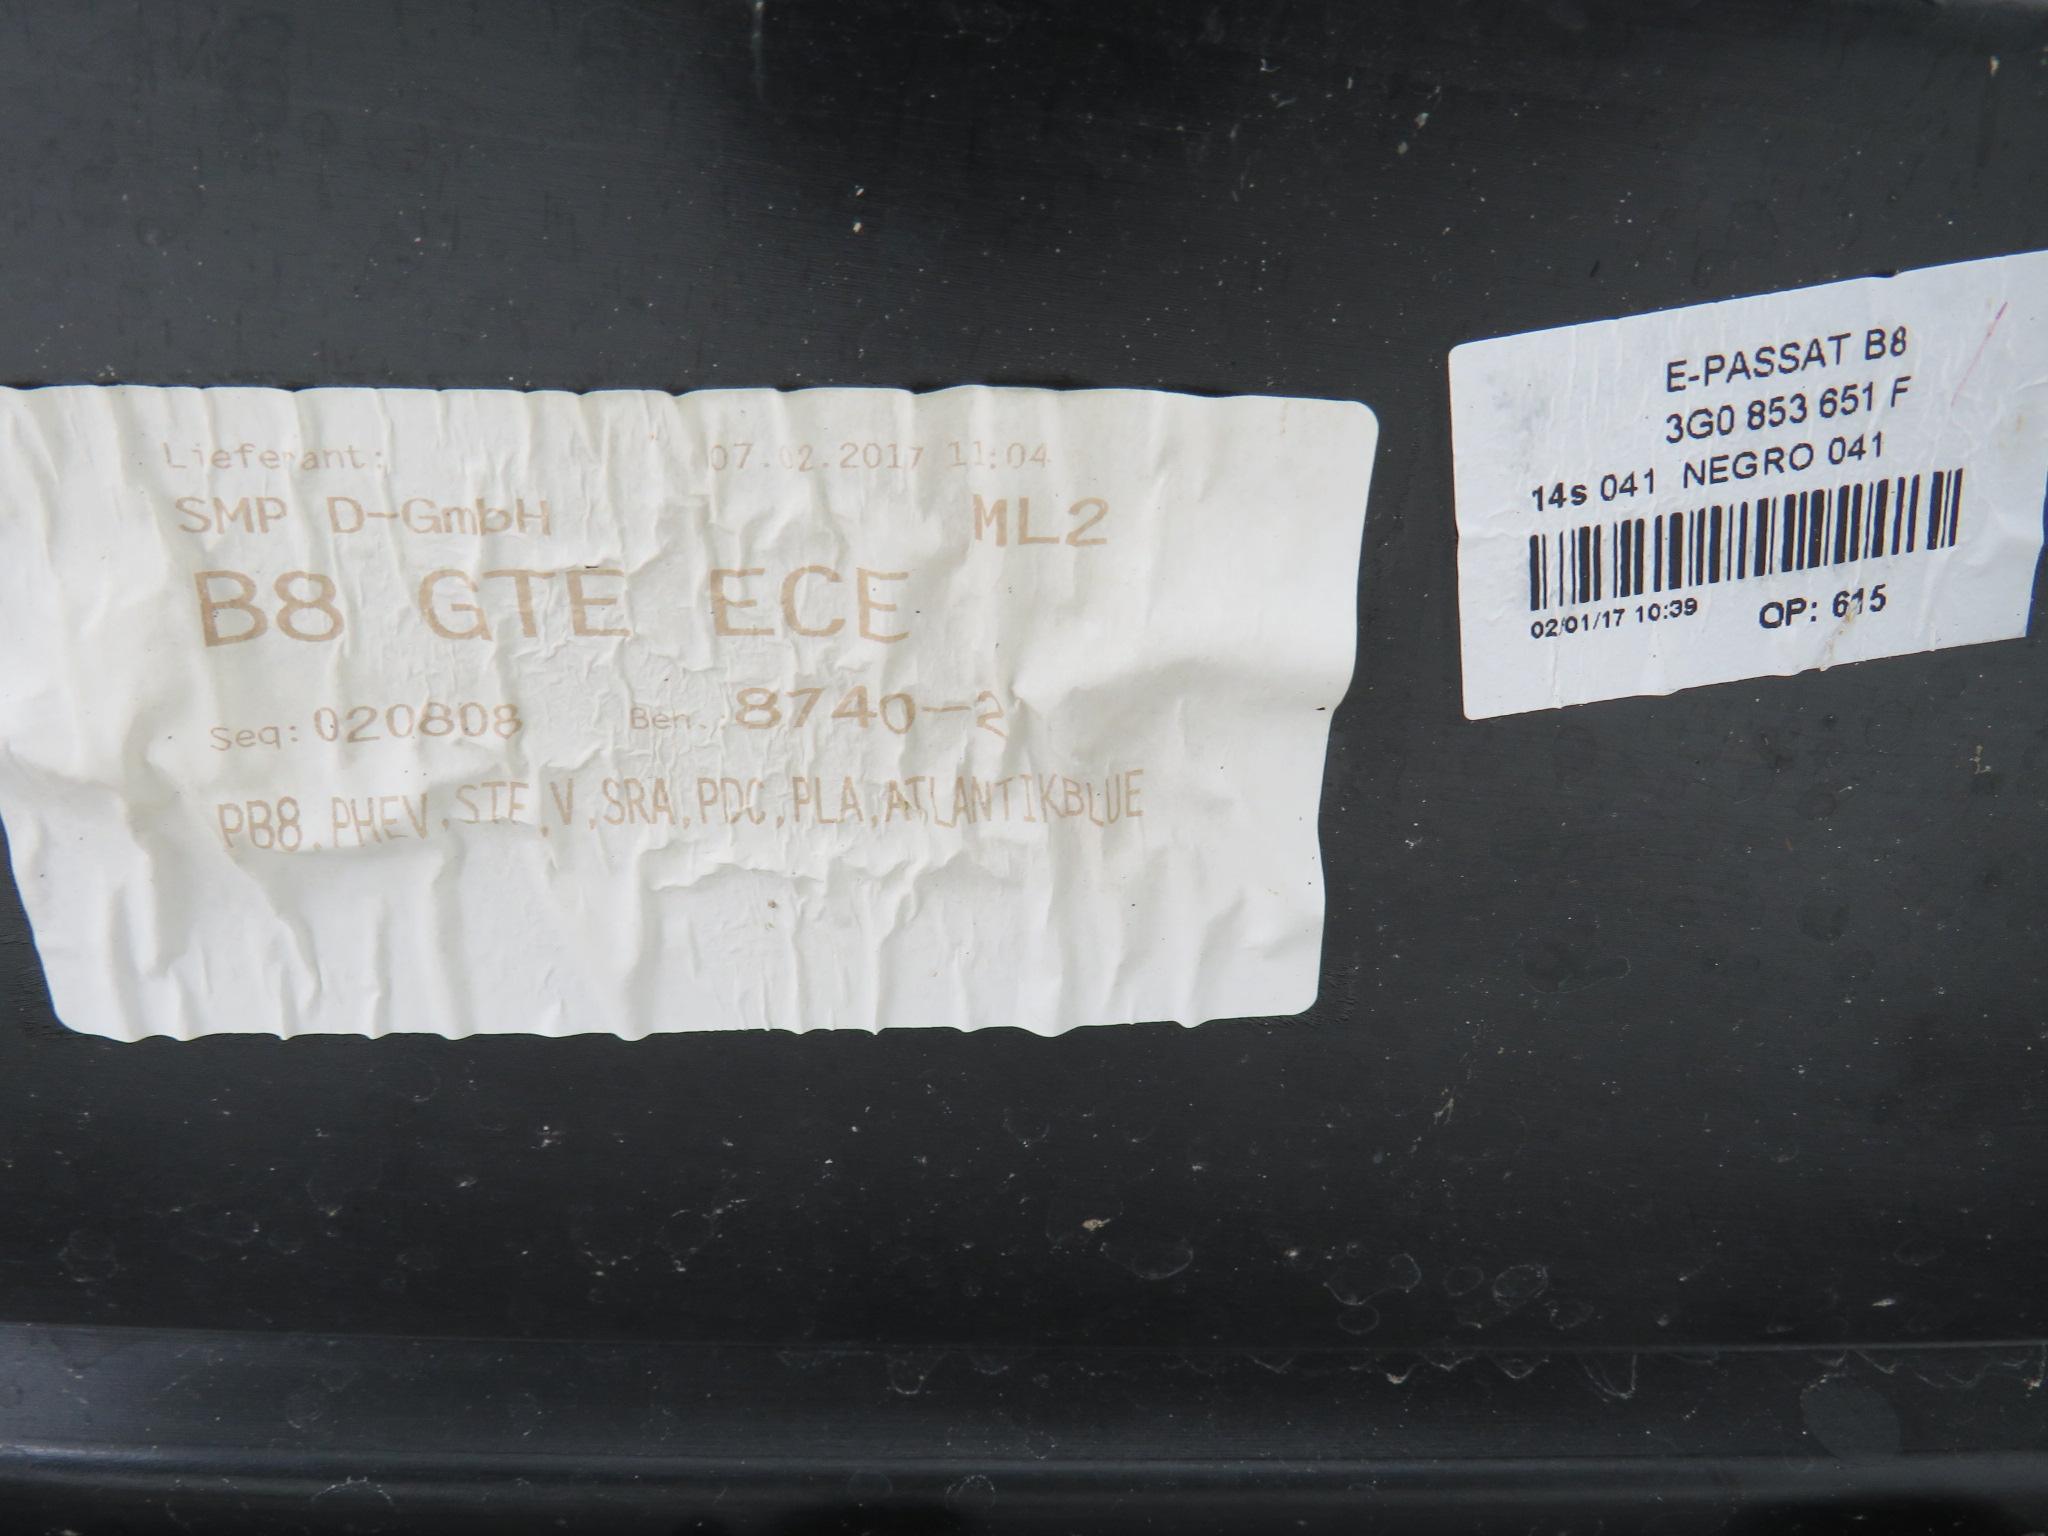 Lieferant: 07.02.2017 11:04
SMP D-GmbH ML2
B8 GTE ECE
Seq: 020808 Beh.: 8740-2
PB8,PHEV,STF,V,SRA,PDC,PLA,ATLANTIKBLUE
E-PASSAT B8
3G0 853 651 F
14s 041 NEGRO 041
02/01/17 10:39 OP: 615